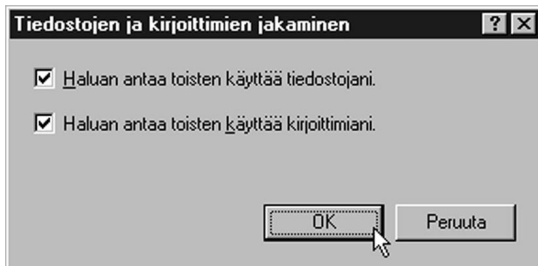 Tiedostojen ja kirjoittimien jakaminen
Haluan antaa toisten käyttää tiedostojani.
Haluan antaa toisten käyttää kirjoittimiani.
OK Peruuta